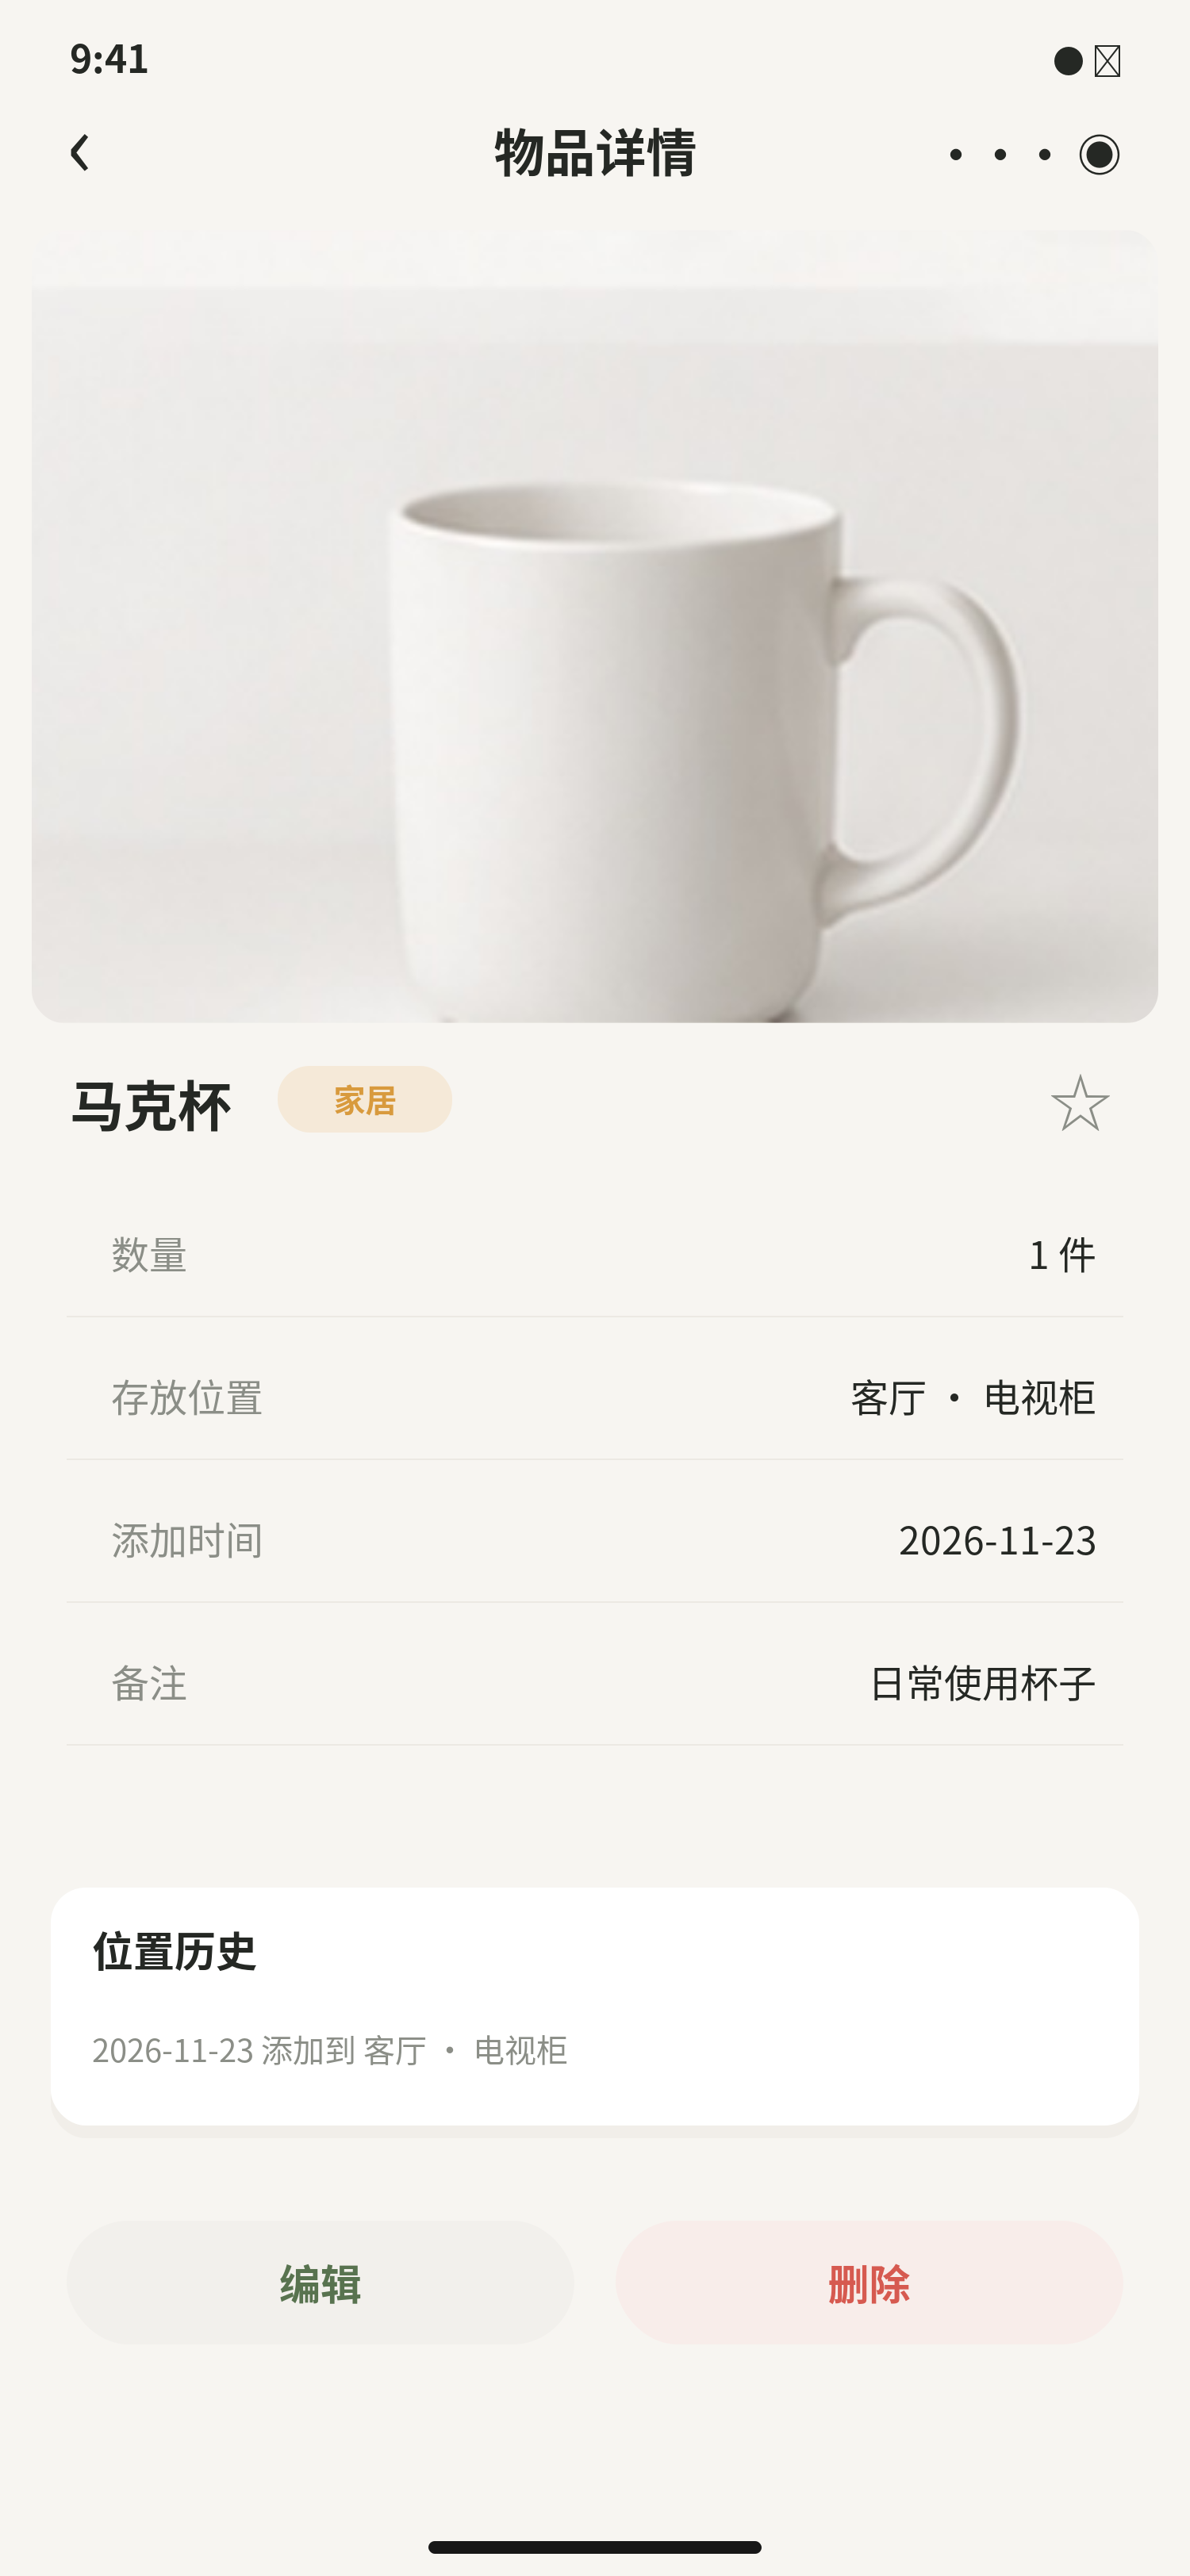 9:41
物品详情
马克杯 家居
数量 1 件
存放位置 客厅 · 电视柜
添加时间 2026-11-23
备注 日常使用杯子
位置历史
2026-11-23 添加到 客厅 · 电视柜
编辑 删除